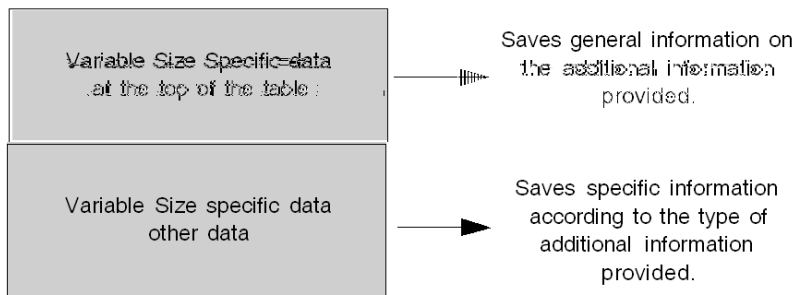 Variable Size Specific=data
at the top of the table :
Saves general information on
the additional information
provided.
Variable Size specific data
other data
Saves specific information
according to the type of
additional information
provided.